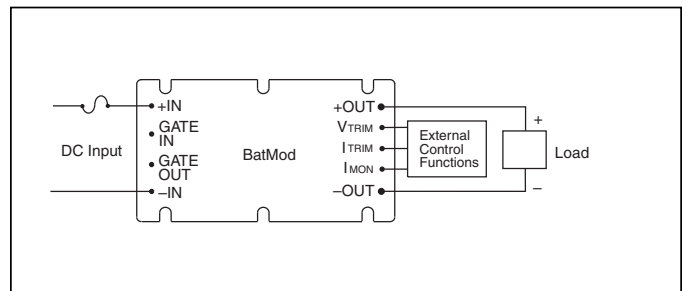 DC Input
+IN
GATE
IN
GATE
OUT
–IN
BatMod
+OUT
VTRIM
ITRIM
IMON
–OUT
External
Control
Functions
+
Load
–